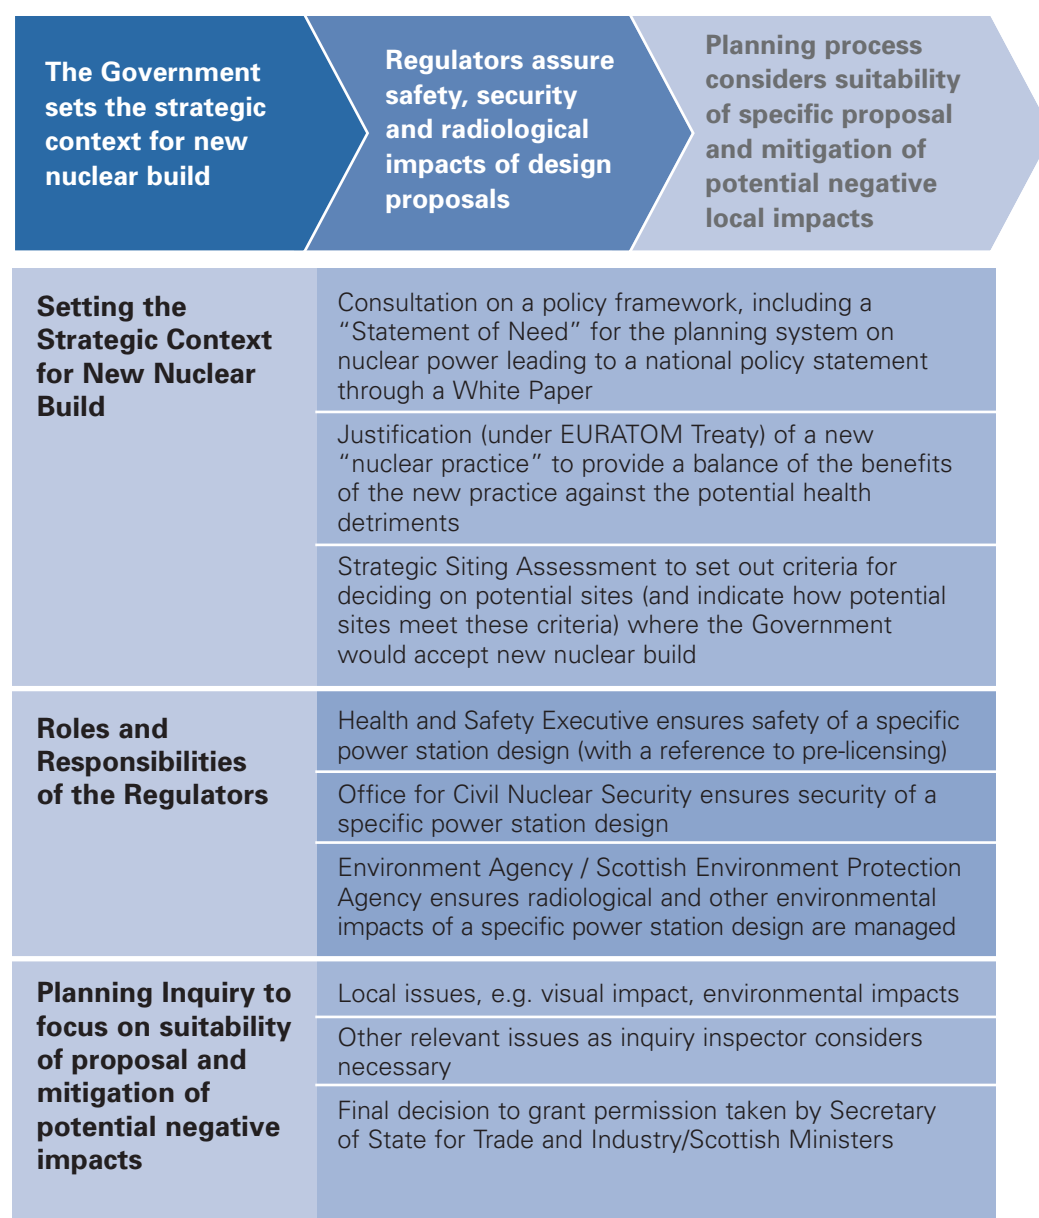 The Government
sets the strategic
context for new
nuclear build
Regulators assure
safety, security
and radiological
impacts of design
proposals
Planning process
considers suitability
of specific proposal
and mitigation of
potential negative
local impacts
Setting the
Strategic Context
for New Nuclear
Build
Consultation on a policy framework, including a
“Statement of Need” for the planning system on
nuclear power leading to a national policy statement
through a White Paper
Justification (under EURATOM Treaty) of a new
“nuclear practice” to provide a balance of the benefits
of the new practice against the potential health
detriments
Strategic Siting Assessment to set out criteria for
deciding on potential sites (and indicate how potential
sites meet these criteria) where the Government
would accept new nuclear build
Roles and
Responsibilities
of the Regulators
Health and Safety Executive ensures safety of a specific
power station design (with a reference to pre-licensing)
Office for Civil Nuclear Security ensures security of a
specific power station design
Environment Agency / Scottish Environment Protection
Agency ensures radiological and other environmental
impacts of a specific power station design are managed
Planning Inquiry to
focus on suitability
of proposal and
mitigation of
potential negative
impacts
Local issues, e.g. visual impact, environmental impacts
Other relevant issues as inquiry inspector considers
necessary
Final decision to grant permission taken by Secretary
of State for Trade and Industry/Scottish Ministers